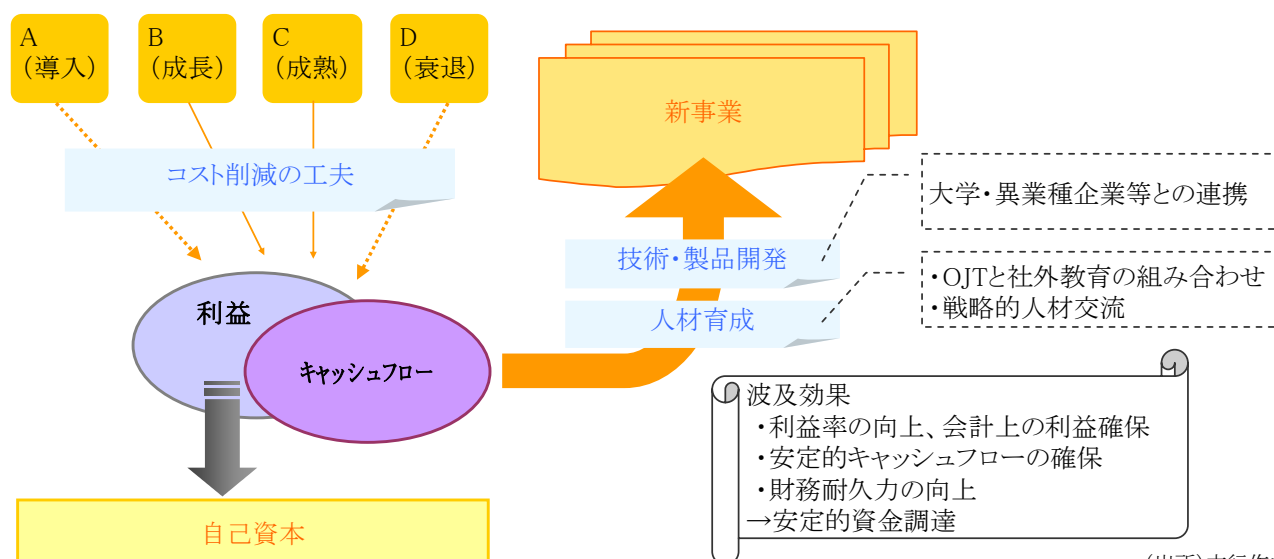 A
(導入)
B
(成長)
C
(成熟)
D
(衰退)
コスト削減の工夫
利益
キャッシュフロー
自己資本
新事業
技術・製品開発
人材育成
大学・異業種企業等との連携
・OJTと社外教育の組み合わせ
・戦略的人材交流
波及効果
・利益率の向上、会計上の利益確保
・安定的キャッシュフローの確保
・財務耐久力の向上
→安定的資金調達